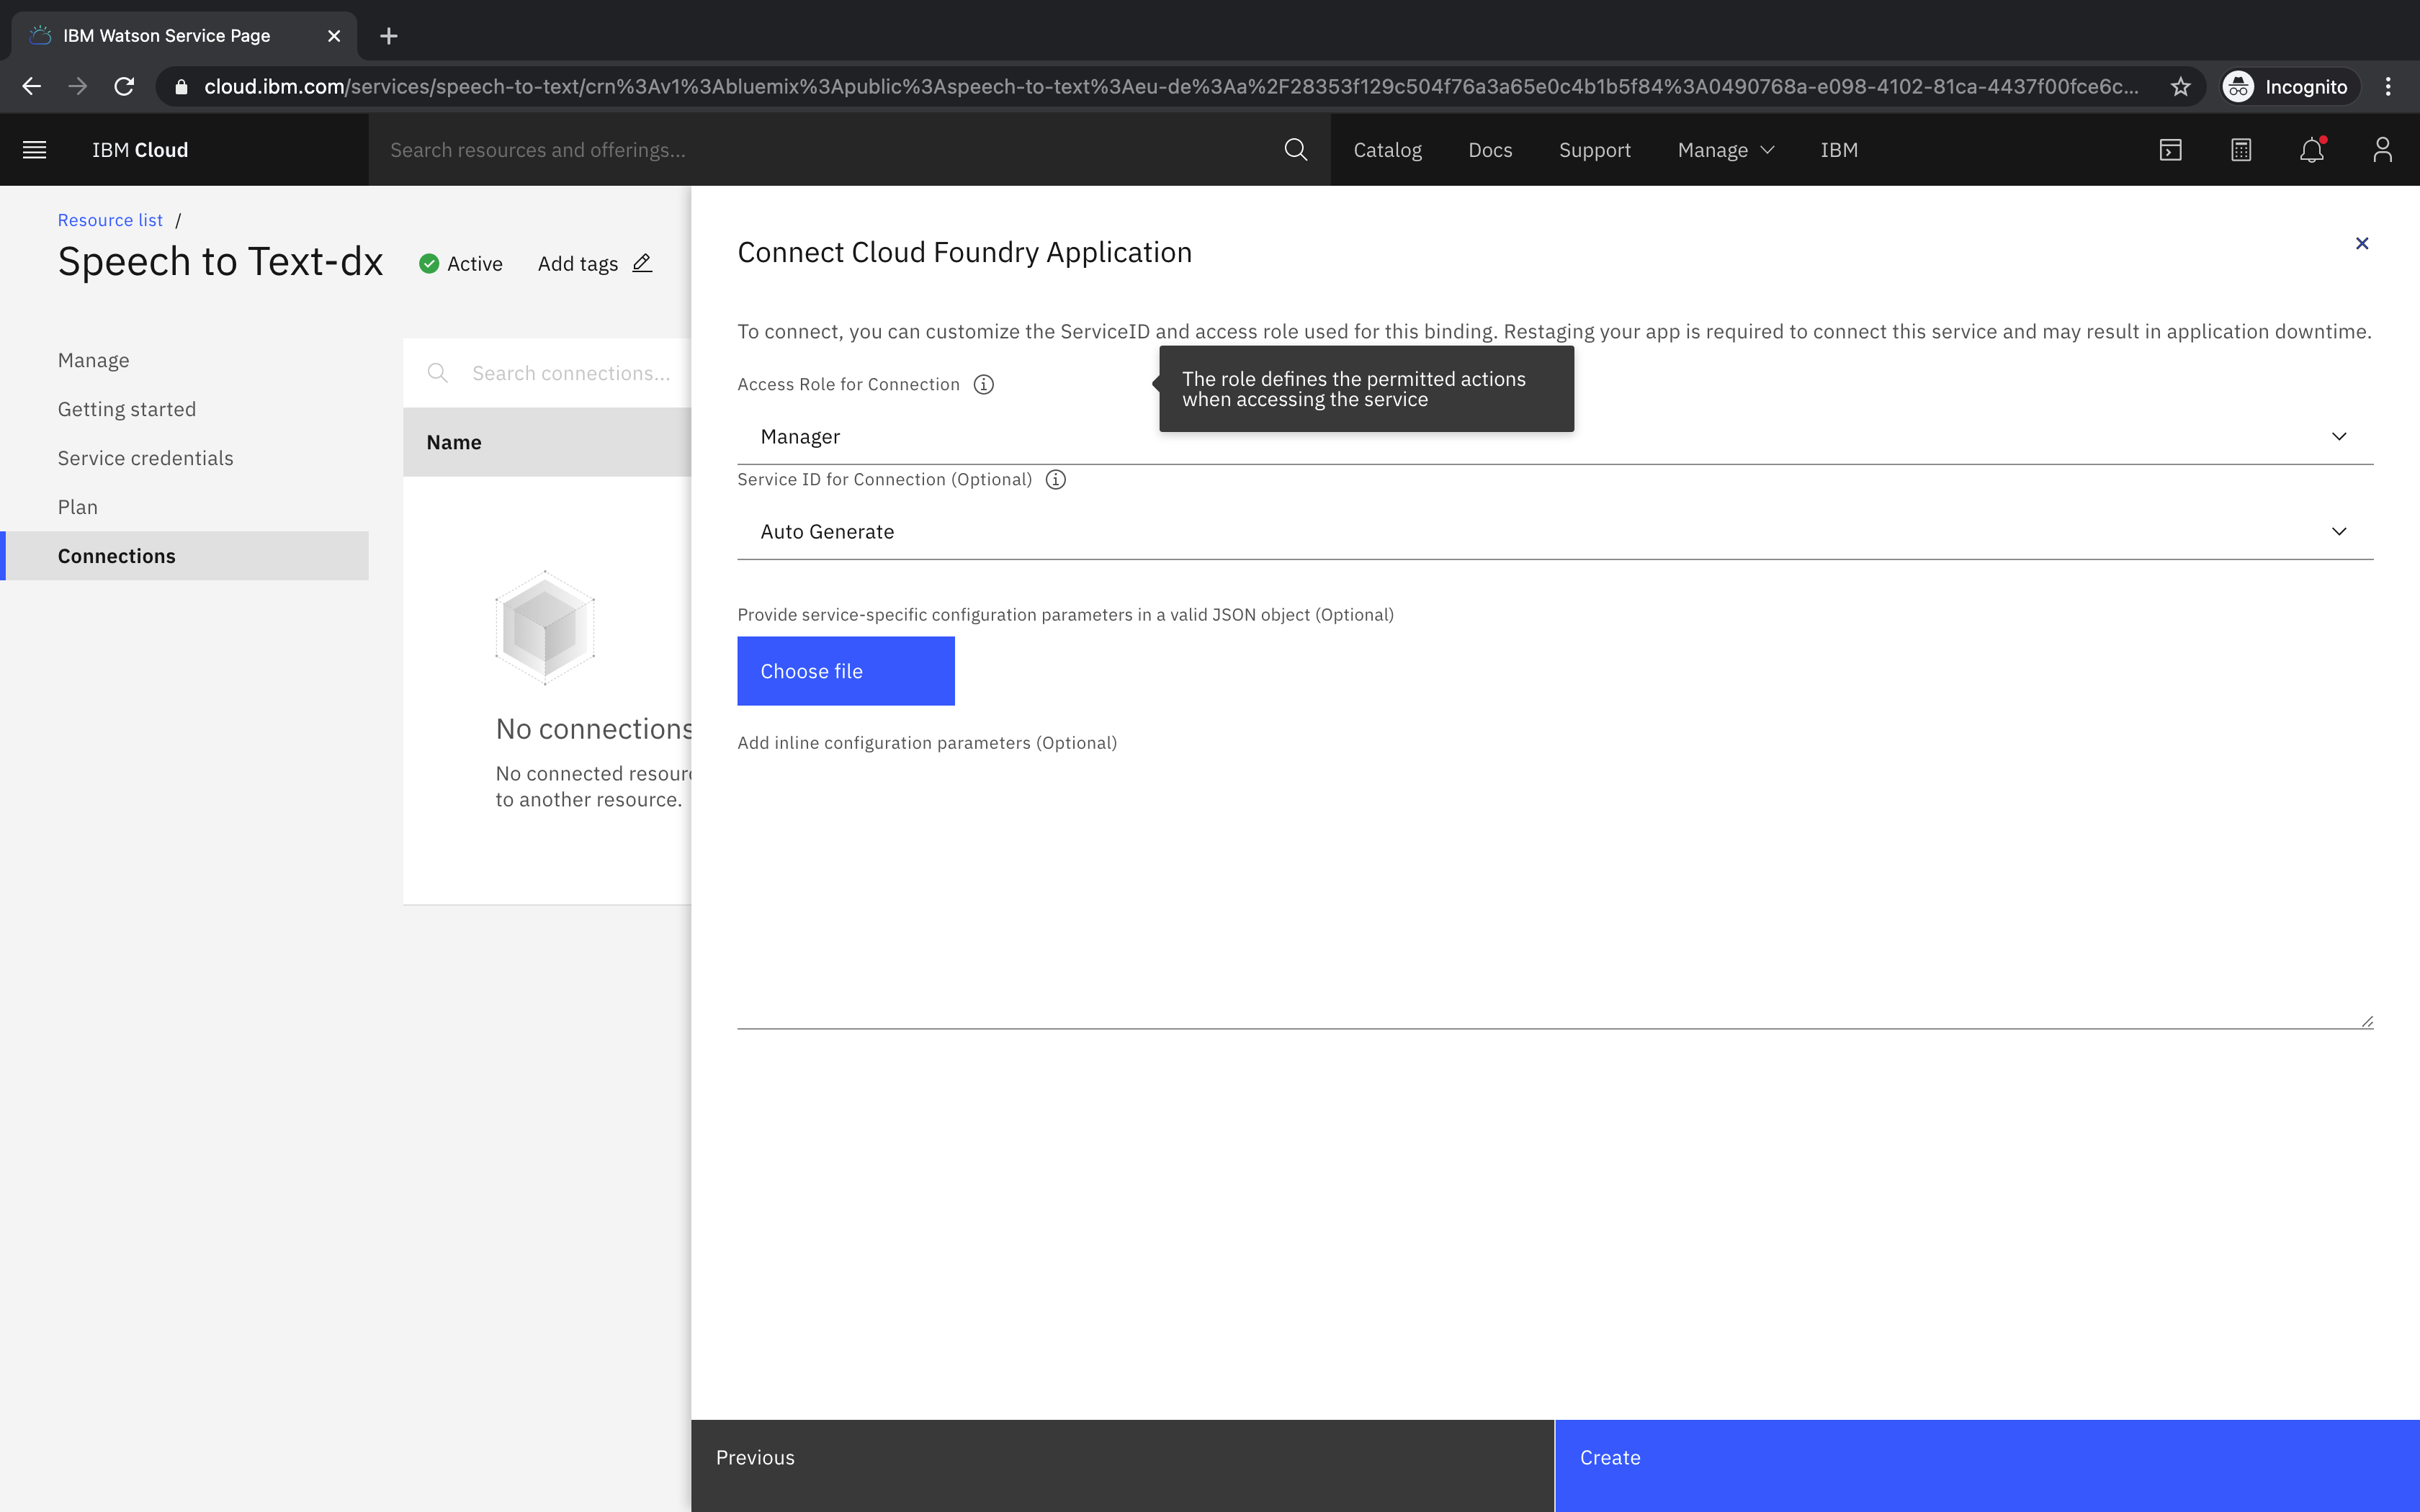 IBM Watson Service Page
cloud.ibm.com/services/speech-to-text/crn%3Av1%3Abluemix%3Apublic%3Aspeech-to-text%3Aeu-de%3Aa%2F28353f129c504f76a3a65e0c4b1b5f84%3A0490768a-e098-4102-81ca-4437f00fce6c...
Incognito
IBM Cloud
Search resources and offerings...
Catalog
Docs
Support
Manage
IBM
Resource list /
Speech to Text-dx
Active
Add tags
Manage
Getting started
Service credentials
Plan
Connections
Search connections...
Name
No connections
No connected resour
to another resource.
Connect Cloud Foundry Application
To connect, you can customize the ServiceID and access role used for this binding. Restaging your app is required to connect this service and may result in application downtime.
Access Role for Connection
The role defines the permitted actions
when accessing the service
Manager
Service ID for Connection (Optional)
Auto Generate
Provide service-specific configuration parameters in a valid JSON object (Optional)
Choose file
Add inline configuration parameters (Optional)
Previous
Create